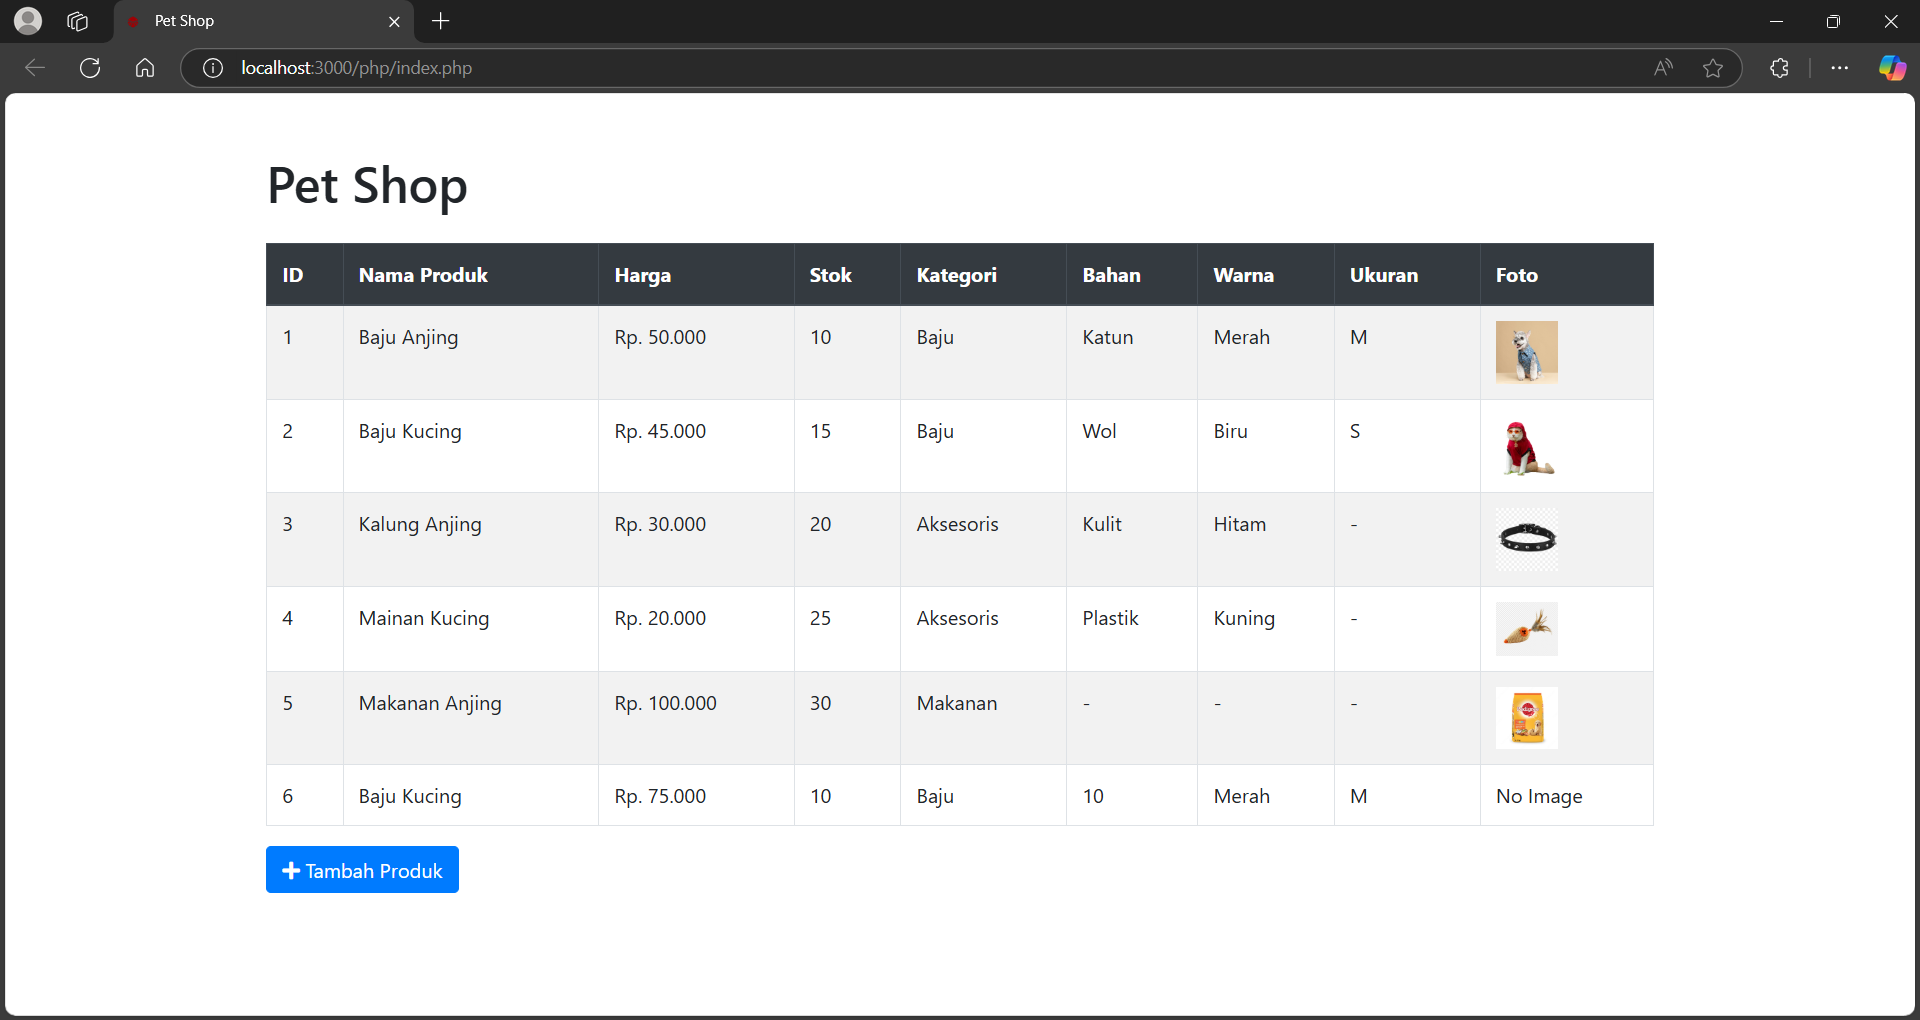 Pet Shop
localhost:3000/php/index.php
Pet Shop
ID Nama Produk Harga Stok Kategori Bahan Warna Ukuran Foto
1 Baju Anjing Rp. 50.000 10 Baju Katun Merah M
2 Baju Kucing Rp. 45.000 15 Baju Wol Biru S
3 Kalung Anjing Rp. 30.000 20 Aksesoris Kulit Hitam -
4 Mainan Kucing Rp. 20.000 25 Aksesoris Plastik Kuning -
5 Makanan Anjing Rp. 100.000 30 Makanan - - -
6 Baju Kucing Rp. 75.000 10 Baju 10 Merah M No Image
Tambah Produk